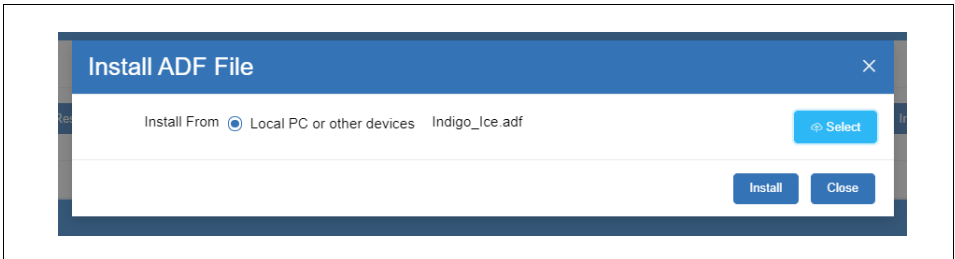 Install ADF File
Install From Local PC or other devices Indigo_Ice.adf Select
Install Close